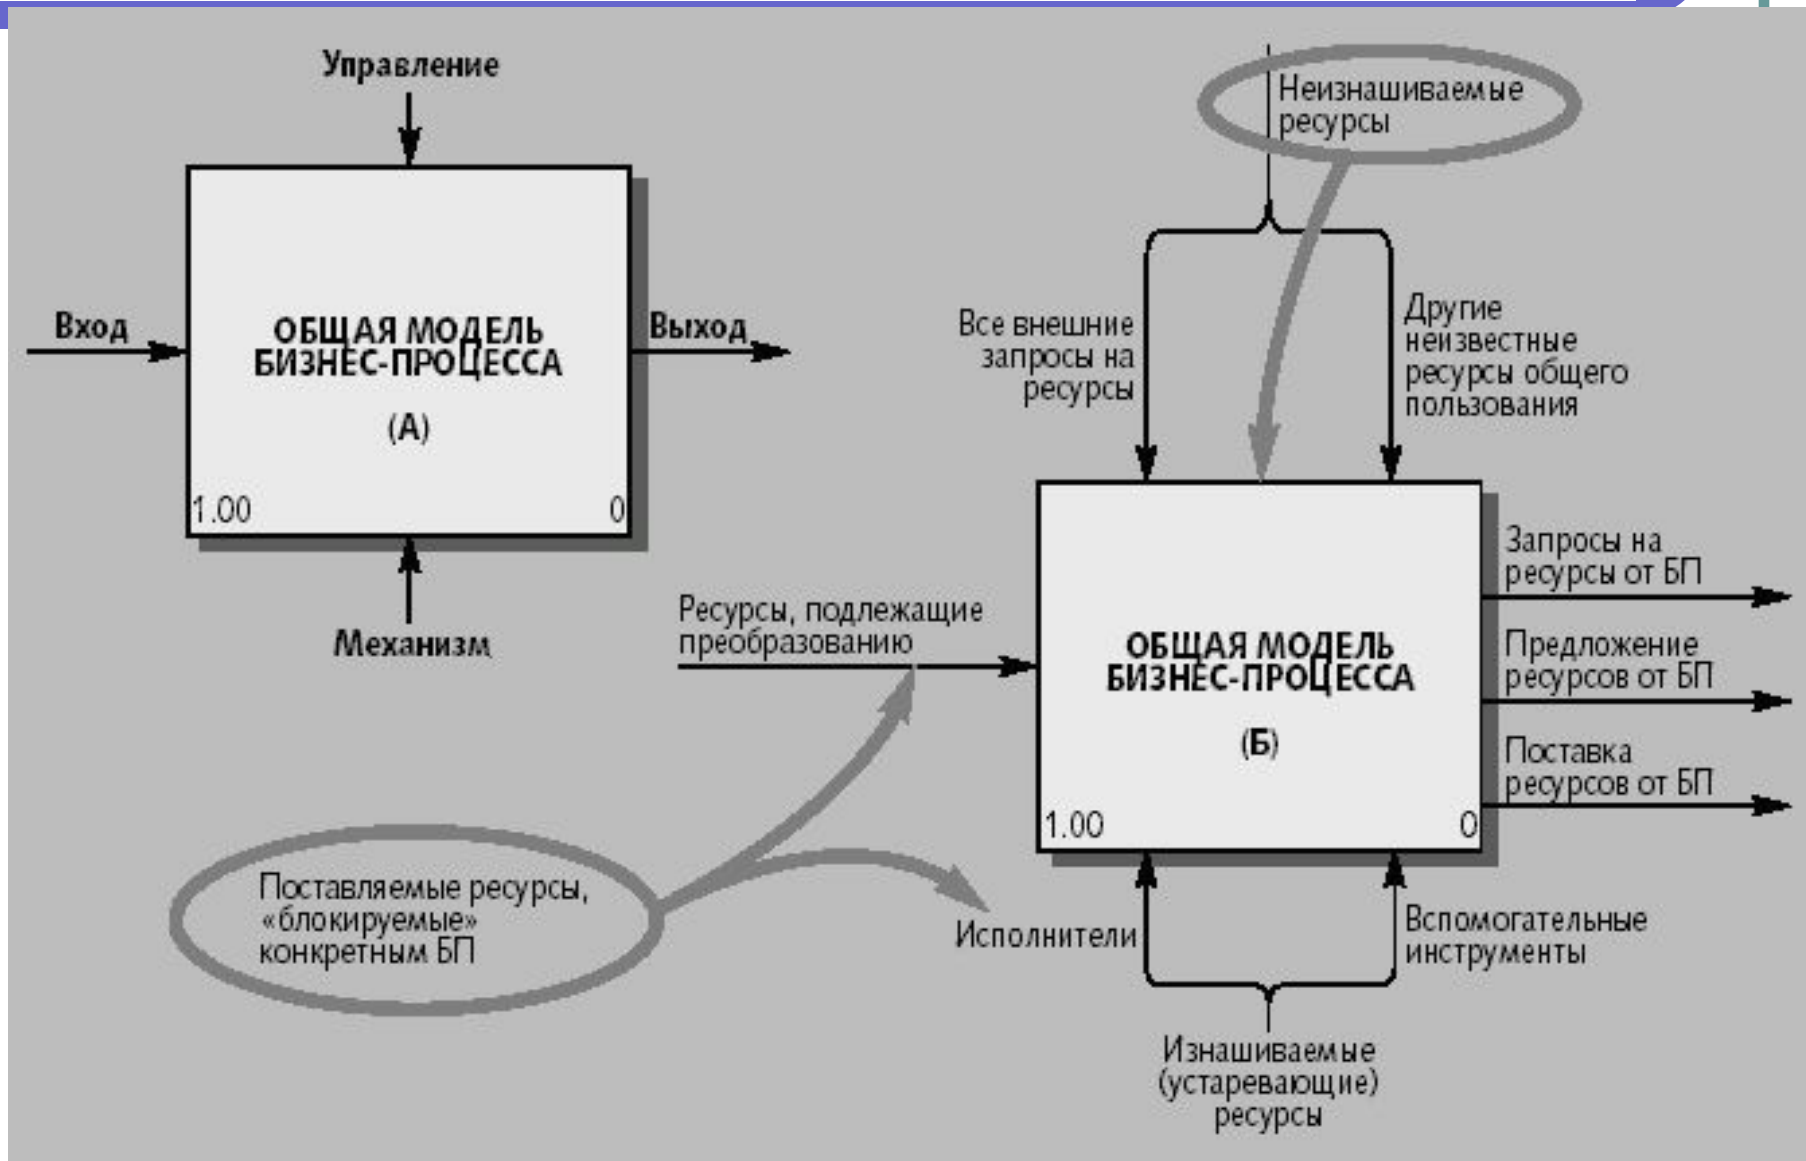 Управление
Вход
ОБЩАЯ МОДЕЛЬ
БИЗНЕС-ПРОЦЕССА
(А)
1.00
0
Выход
Механизм
Неизнашиваемые
ресурсы
Все внешние
запросы на
ресурсы
Другие
неизвестные
ресурсы общего
пользования
Ресурсы, подлежащие
преобразованию
ОБЩАЯ МОДЕЛЬ
БИЗНЕС-ПРОЦЕССА
(Б)
1.00
0
Запросы на
ресурсы от БП
Предложение
ресурсов от БП
Поставка
ресурсов от БП
Поставляемые ресурсы,
«блокируемые»
конкретным БП
Исполнители
Вспомогательные
инструменты
Изнашиваемые
(устаревающие)
ресурсы